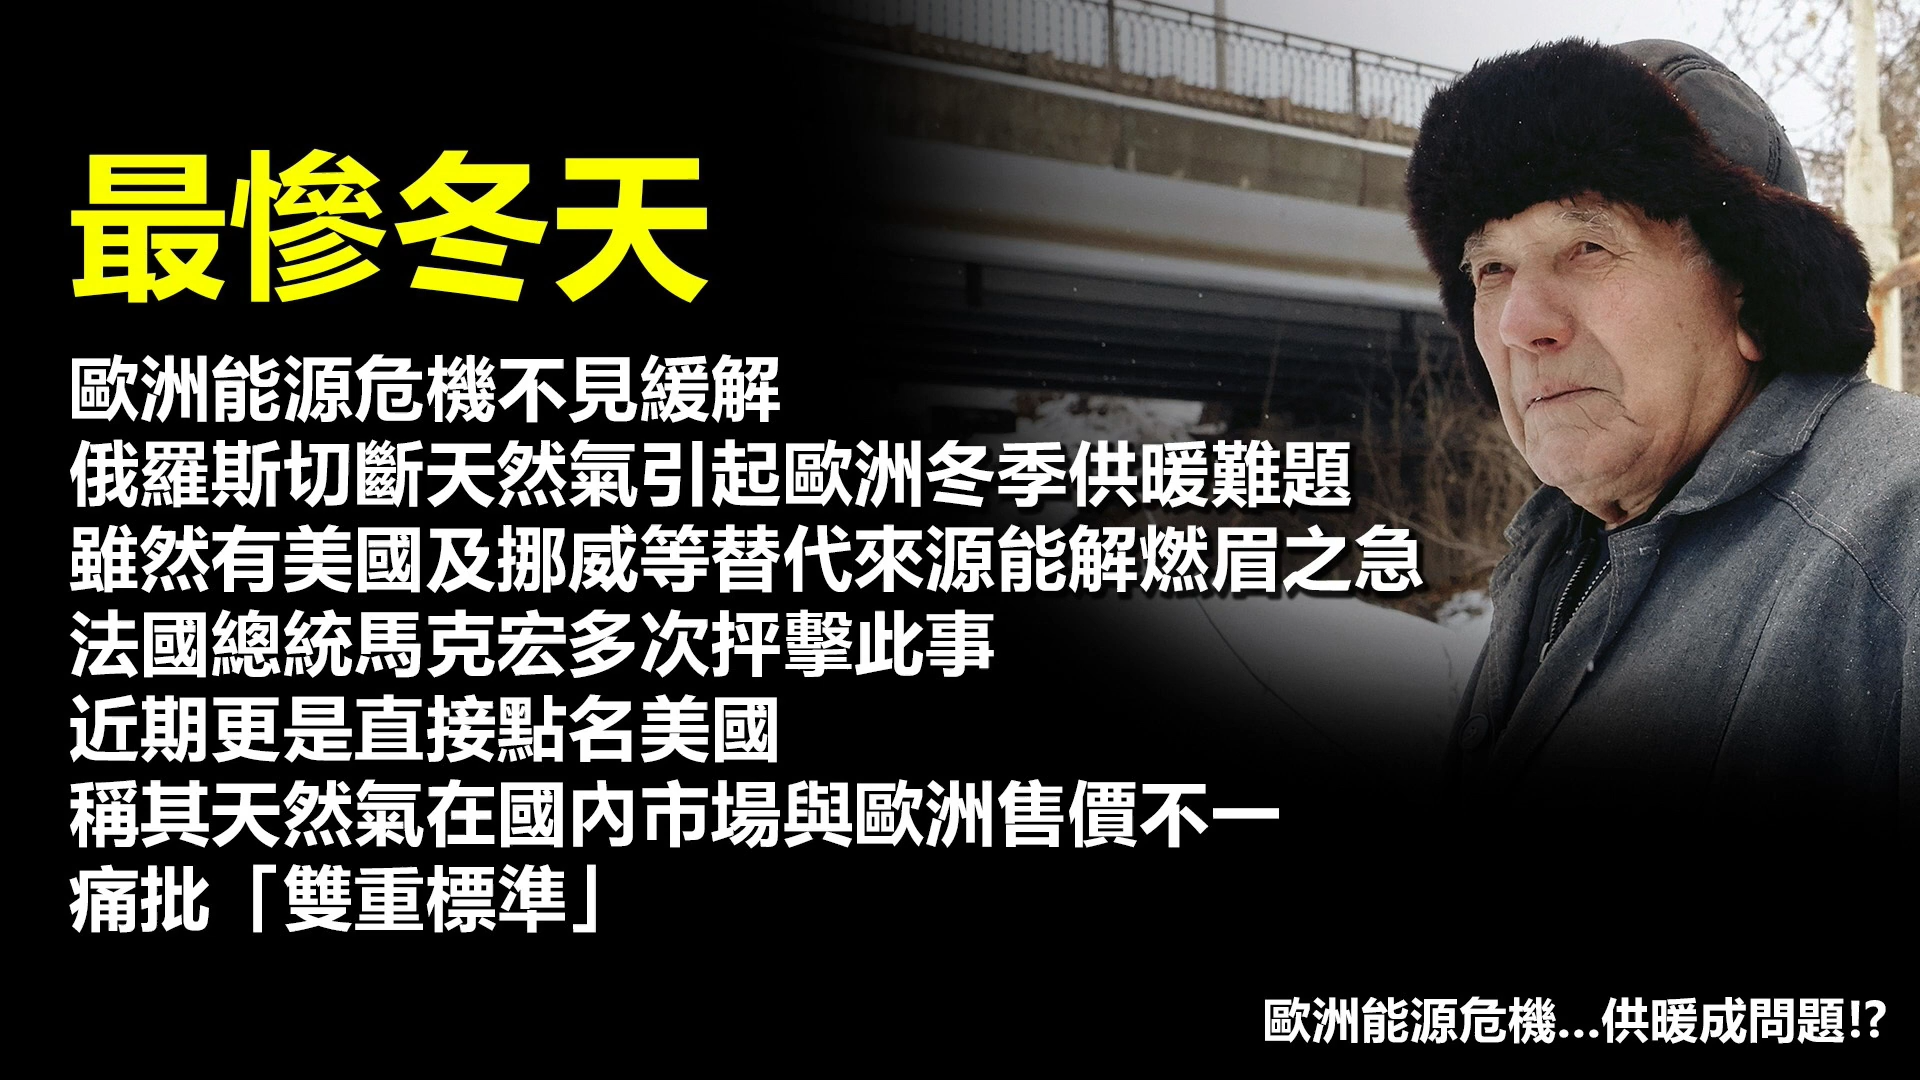 最慘冬天
歐洲能源危機不見緩解
俄羅斯切斷天然氣引起歐洲冬季供暖難題
雖然有美國及挪威等替代來源能解燃眉之急
法國總統馬克宏多次抨擊此事
近期更是直接點名美國
稱其天然氣在國內市場與歐洲售價不一
痛批「雙重標準」
歐洲能源危機...供暖成問題!?